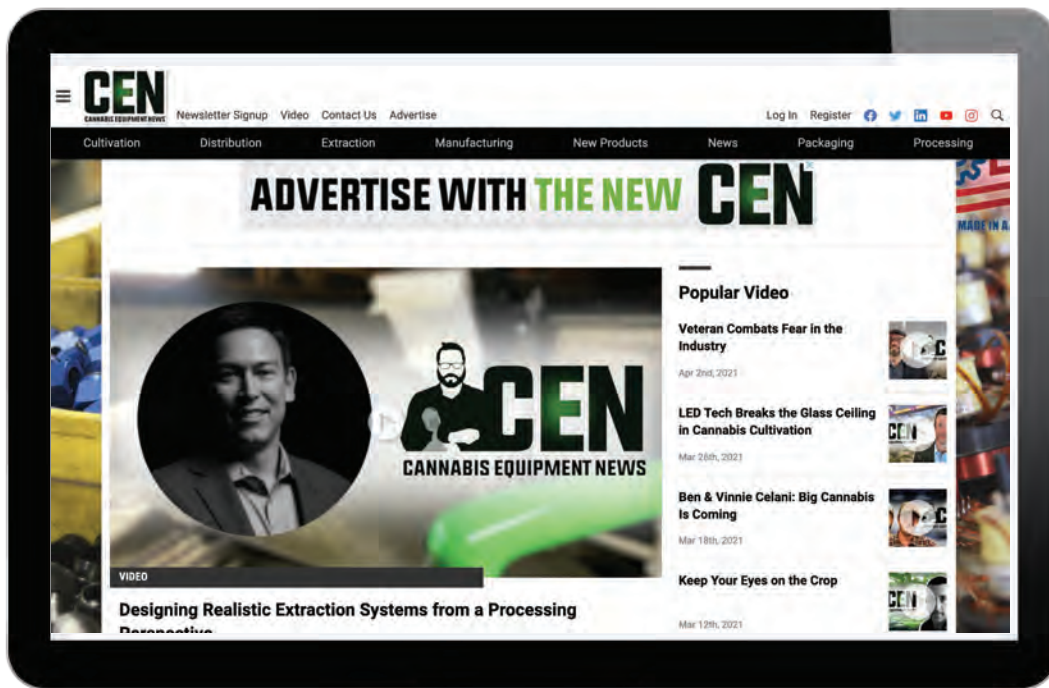 CEN
CANNABIS EQUIPMENT NEWS
Newsletter Signup Video Contact Us Advertise
Log In Register
Cultivation Distribution Extraction Manufacturing New Products News Packaging Processing
ADVERTISE WITH THE NEW CEN
MADE IN
CEN
CANNABIS EQUIPMENT NEWS
VIDEO
Designing Realistic Extraction Systems from a Processing
Perspective
Popular Video
Veteran Combats Fear in the
Industry
Apr 2nd, 2021
LED Tech Breaks the Glass Ceiling
in Cannabis Cultivation
Mar 26th, 2021
CEN
Ben & Vinnie Celani: Big Cannabis
Is Coming
Mar 18th, 2021
Keep Your Eyes on the Crop
Mar 12th, 2021
CEN